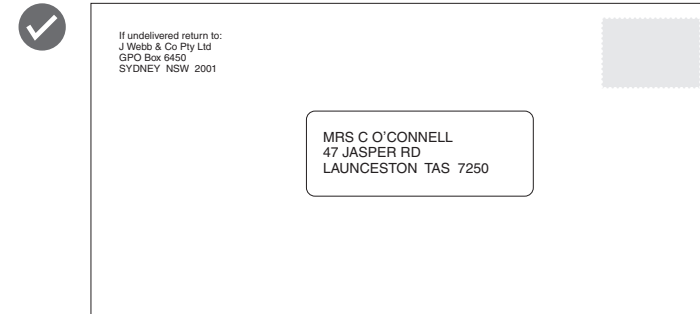 If undelivered return to:
J Webb & Co Pty Ltd
GPO Box 6450
SYDNEY  NSW  2001
MRS C O'CONNELL
47 JASPER RD
LAUNCESTON  TAS  7250